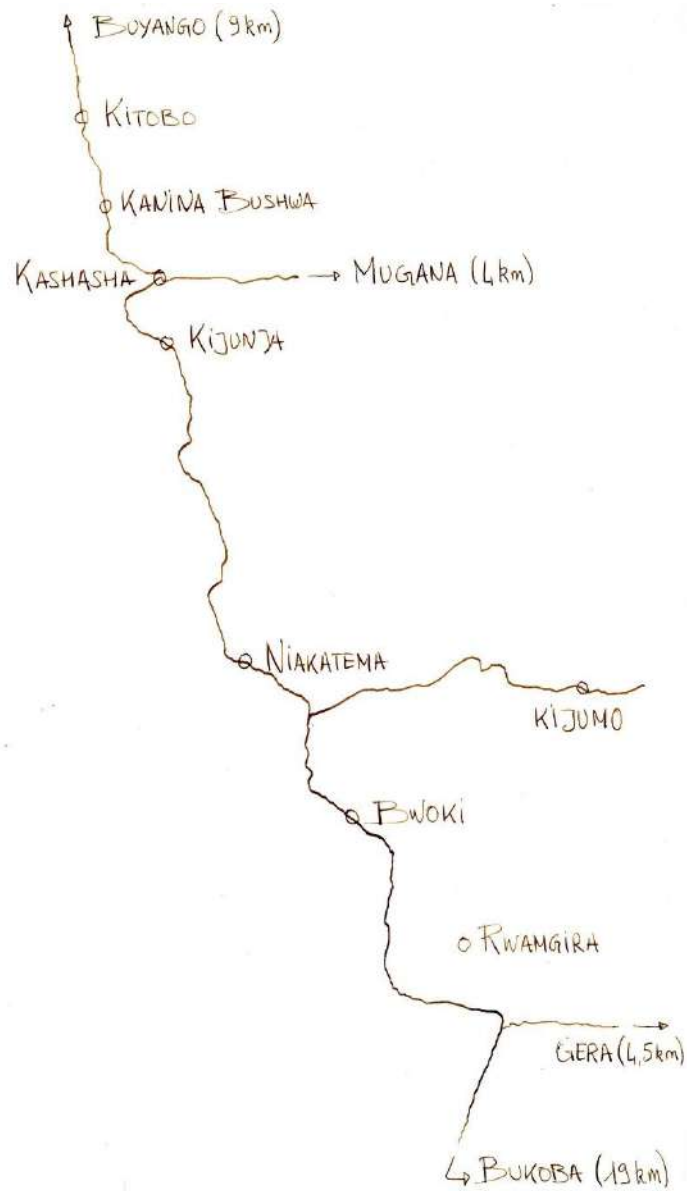 BUYANGO (9km)
KiTOBO
KANiNA BUSHWA
KASHASHA
MUGANA (4km)
KiJUNJA
NiAKATEMA
KiJUMO
BWOKi
RWAMGiRA
GERA (4,5km)
BUKOBA (19km)